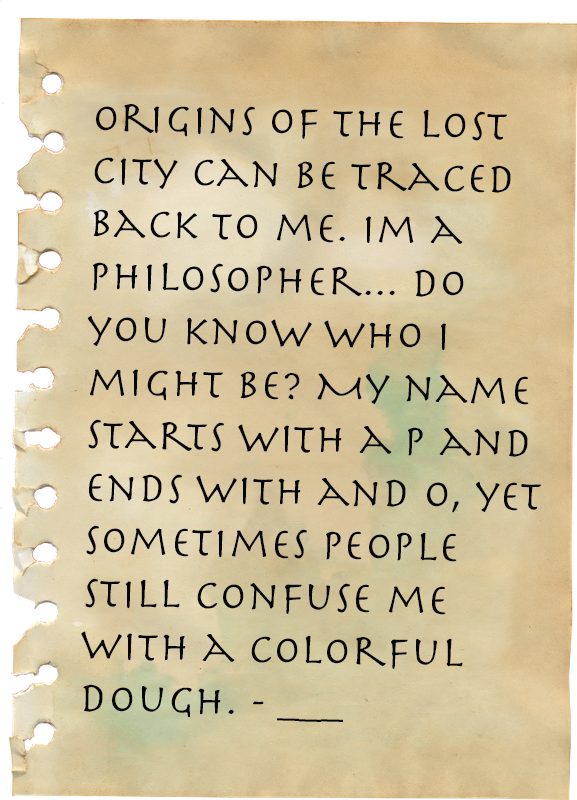 ORIGINS OF THE LOST
CITY CAN BE TRACED
BACK TO ME. IM A
PHILOSOPHER... DO
YOU KNOW WHO I
MIGHT BE? MY NAME
STARTS WITH A P AND
ENDS WITH AND O, YET
SOMETIMES PEOPLE
STILL CONFUSE ME
WITH A COLORFUL
DOUGH. - ___